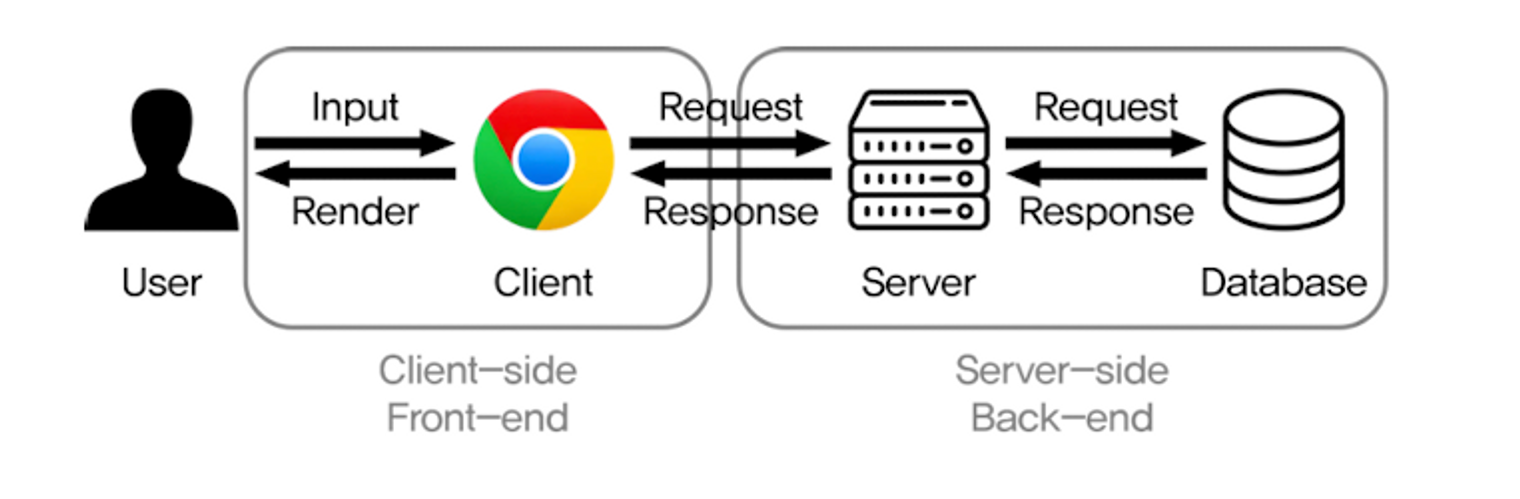 Input
Request
Request
Render
Response
Response
User
Client
Server
Database
Client–side
Front–end
Server–side
Back–end